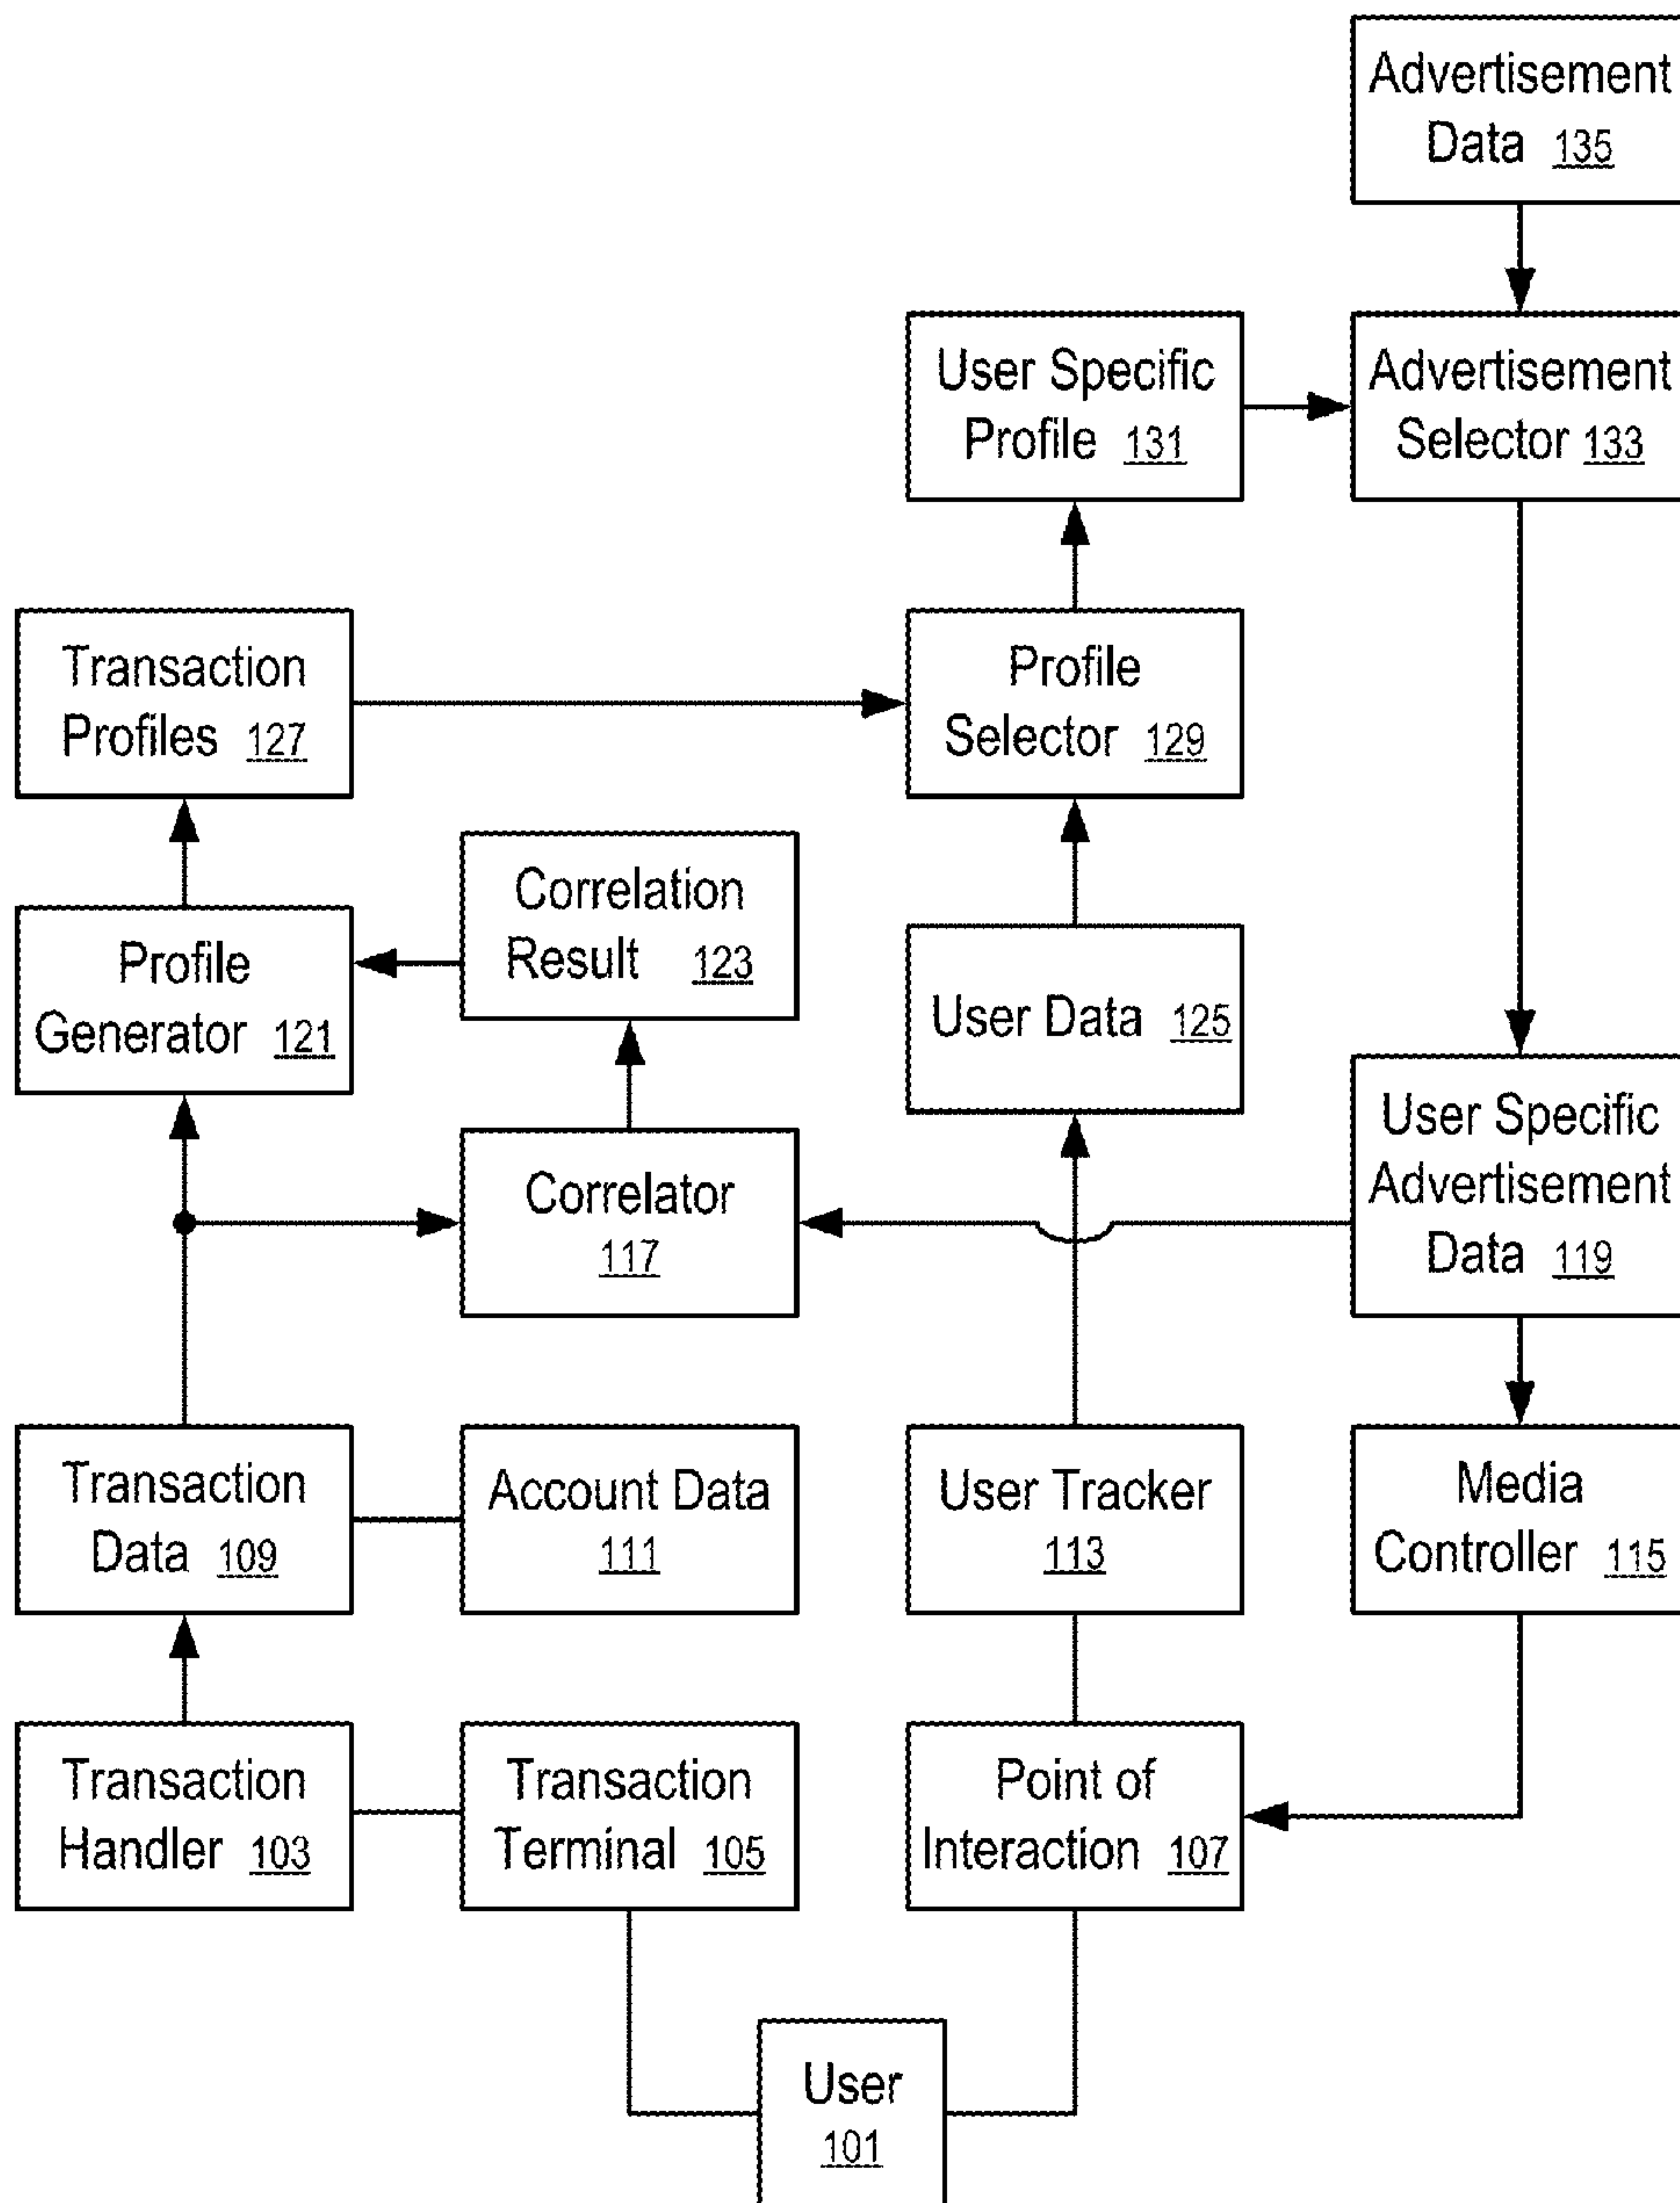 Advertisement
Data 135
User Specific
Profile 131
Advertisement
Selector 133
Transaction
Profiles 127
Profile
Selector 129
Correlation
Result 123
Profile
Generator 121
User Data 125
User Specific
Advertisement
Data 119
Correlator
117
Transaction
Data 109
Account Data
111
User Tracker
113
Media
Controller 115
Transaction
Handler 103
Transaction
Terminal 105
Point of
Interaction 107
User
101